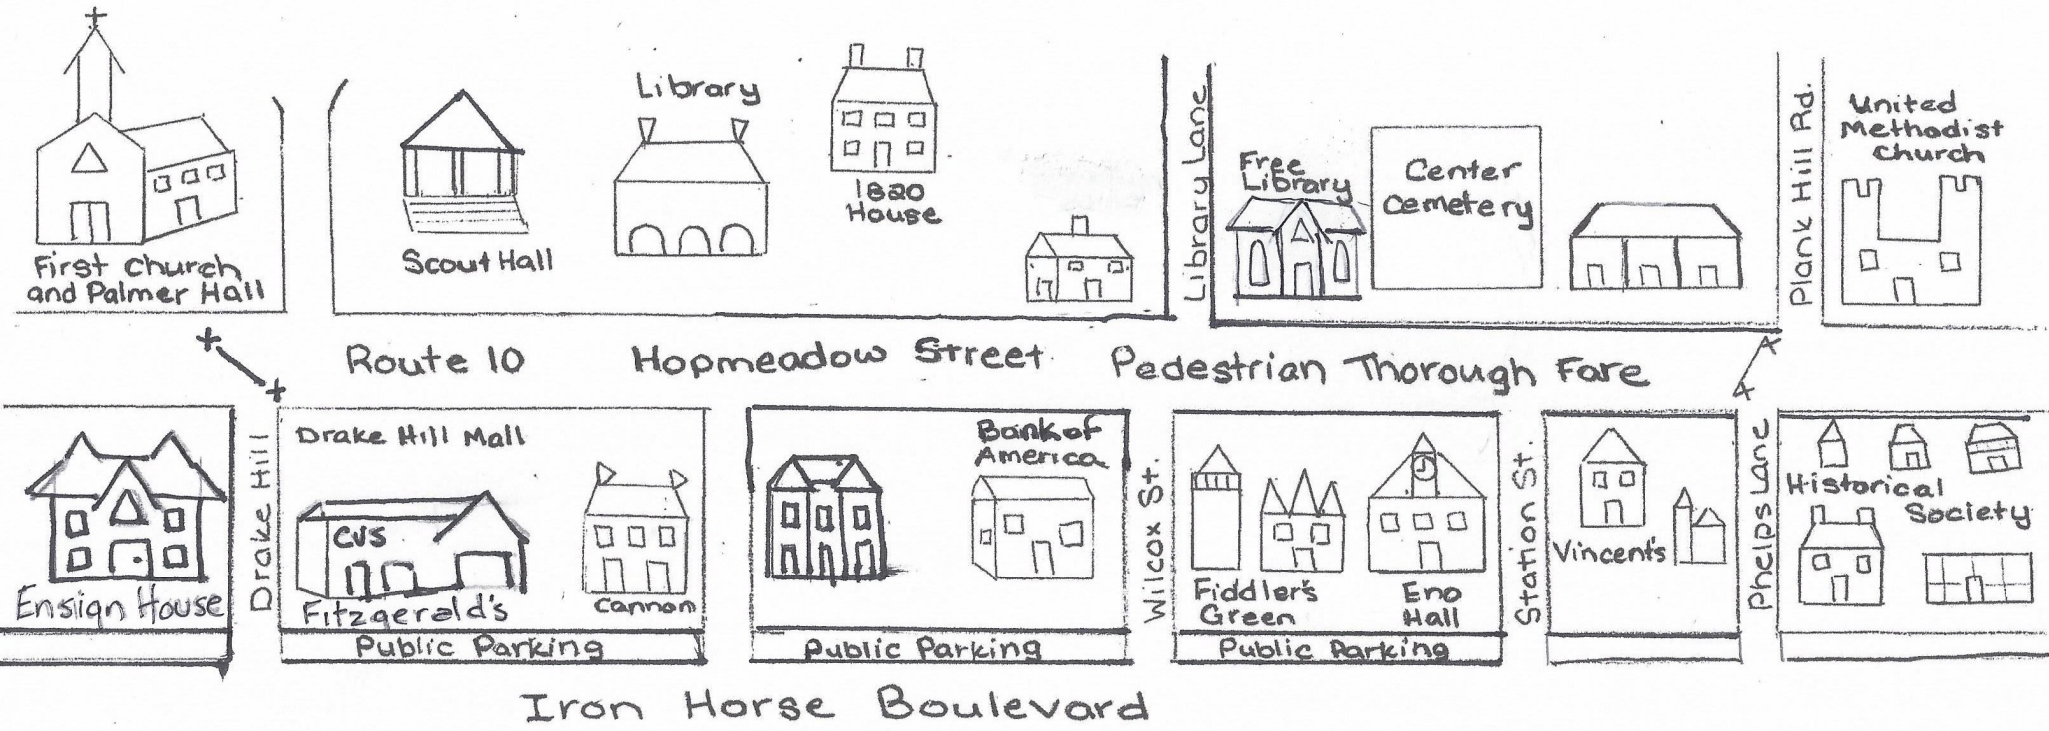 First Church
and Palmer Hall
Scout Hall
Library
1820
House
Library Lane
Free
Library
Center
Cemetery
Plank Hill Rd.
United
Methodist
Church
Route 10
Hopmeadow Street
Pedestrian Thorough Fare
Ensign House
Drake Hill
Drake Hill Mall
CVS
Fitzgerald's
Cannon
Public Parking
Bank of
America
Public Parking
Wilcox St.
Fiddler's
Green
Eno
Hall
Public Parking
Station St.
Vincent's
Phelps Lane
Historical
Society
Iron Horse Boulevard